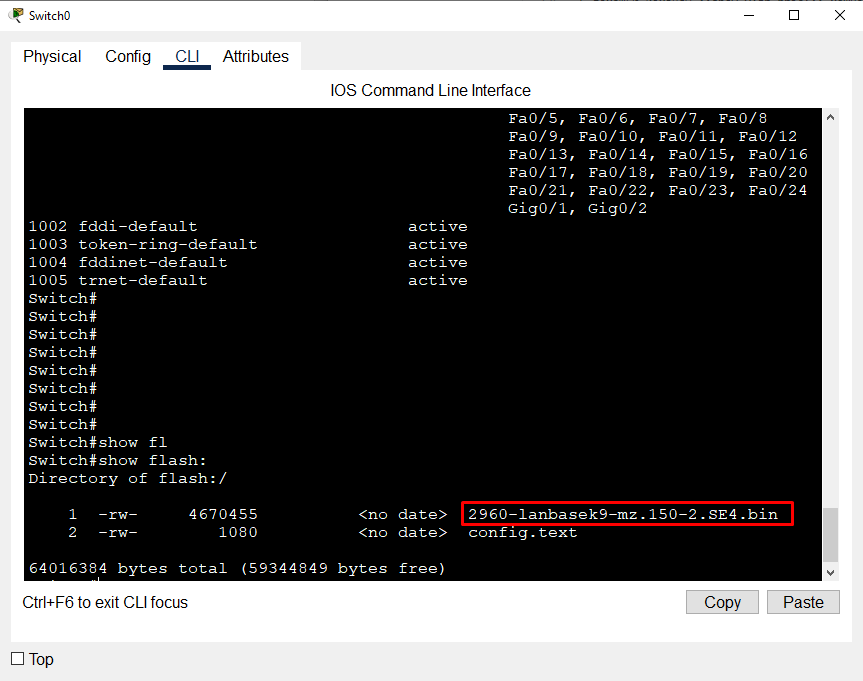 Switch0
Physical Config CLI Attributes
IOS Command Line Interface
Fa0/5, Fa0/6, Fa0/7, Fa0/8
Fa0/9, Fa0/10, Fa0/11, Fa0/12
Fa0/13, Fa0/14, Fa0/15, Fa0/16
Fa0/17, Fa0/18, Fa0/19, Fa0/20
Fa0/21, Fa0/22, Fa0/23, Fa0/24
Gig0/1, Gig0/2
1002 fddi-default active
1003 token-ring-default active
1004 fddinet-default active
1005 trnet-default active
Switch#
Switch#
Switch#
Switch#
Switch#
Switch#
Switch#
Switch#
Switch#show fl
Switch#show flash:
Directory of flash:/
1 -rw- 4670455 <no date> 2960-lanbasek9-mz.150-2.SE4.bin
2 -rw- 1080 <no date> config.text
64016384 bytes total (59344849 bytes free)
Ctrl+F6 to exit CLI focus
Copy Paste
Top